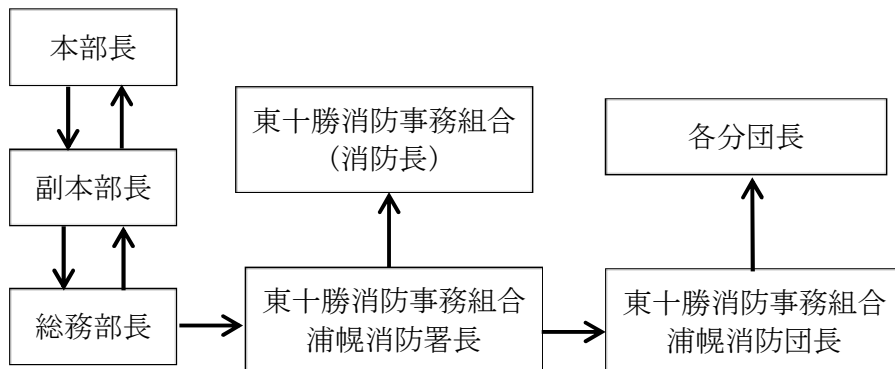 本部長
副本部長
総務部長
東十勝消防事務組合
（消防長）
東十勝消防事務組合
浦幌消防署長
各分団長
東十勝消防事務組合
浦幌消防団長